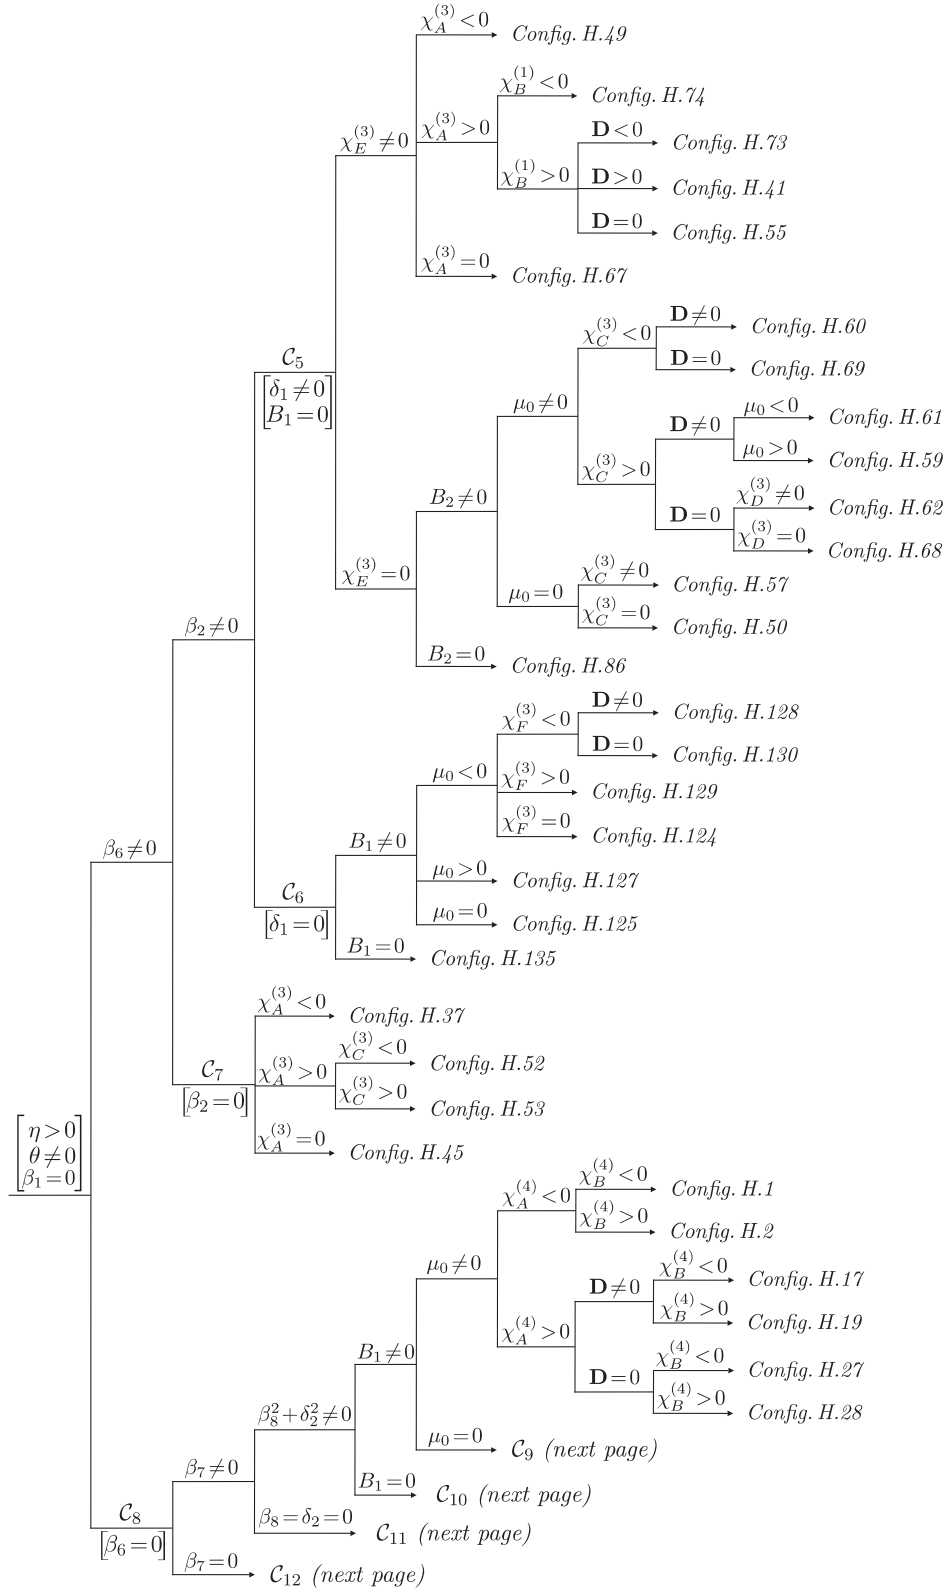 χ_A^(3) < 0 Config. H.49
χ_B^(1) < 0 Config. H.74
χ_E^(3) ≠ 0 χ_A^(3) > 0 D < 0 Config. H.73
χ_B^(1) > 0 D > 0 Config. H.41
D = 0 Config. H.55
χ_A^(3) = 0 Config. H.67
D ≠ 0 Config. H.60
χ_C^(3) < 0
C_5 D = 0 Config. H.69
[δ_1 ≠ 0
B_1 = 0]
μ_0 ≠ 0 D ≠ 0 μ_0 < 0 Config. H.61
μ_0 > 0 Config. H.59
χ_C^(3) > 0
B_2 ≠ 0 D = 0 χ_D^(3) ≠ 0 Config. H.62
χ_D^(3) = 0 Config. H.68
χ_E^(3) = 0 μ_0 = 0 χ_C^(3) ≠ 0 Config. H.57
χ_C^(3) = 0 Config. H.50
β_2 ≠ 0
B_2 = 0 Config. H.86
D ≠ 0 Config. H.128
χ_F^(3) < 0
D = 0 Config. H.130
μ_0 < 0 χ_F^(3) > 0 Config. H.129
χ_F^(3) = 0 Config. H.124
β_6 ≠ 0 B_1 ≠ 0
μ_0 > 0 Config. H.127
C_6 μ_0 = 0 Config. H.125
[δ_1 = 0]
B_1 = 0 Config. H.135
χ_A^(3) < 0 Config. H.37
χ_C^(3) < 0 Config. H.52
C_7 χ_A^(3) > 0
[β_2 = 0] χ_C^(3) > 0 Config. H.53
χ_A^(3) = 0 Config. H.45
[η > 0
θ ≠ 0
β_1 = 0]
χ_B^(4) < 0 Config. H.1
χ_A^(4) < 0
χ_B^(4) > 0 Config. H.2
μ_0 ≠ 0
D ≠ 0 χ_B^(4) < 0 Config. H.17
χ_B^(4) > 0 Config. H.19
χ_A^(4) > 0
B_1 ≠ 0
D = 0 χ_B^(4) < 0 Config. H.27
χ_B^(4) > 0 Config. H.28
β_8^2 + δ_2^2 ≠ 0
μ_0 = 0 C_9 (next page)
β_7 ≠ 0
B_1 = 0 C_10 (next page)
C_8
[β_6 = 0]
β_8 = δ_2 = 0 C_11 (next page)
β_7 = 0 C_12 (next page)